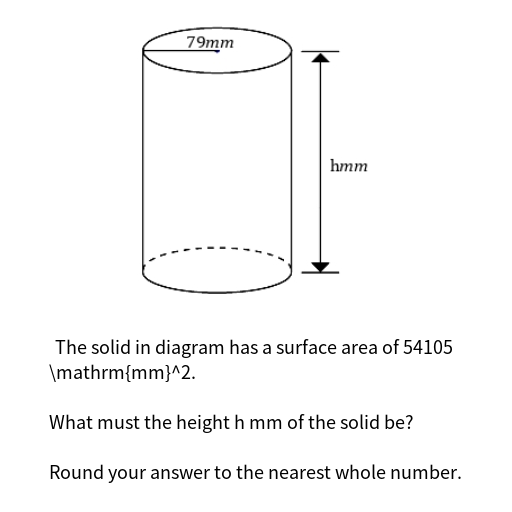 79mm
hmm
The solid in diagram has a surface area of 54105
\mathrm{mm}^2.
What must the height h mm of the solid be?
Round your answer to the nearest whole number.